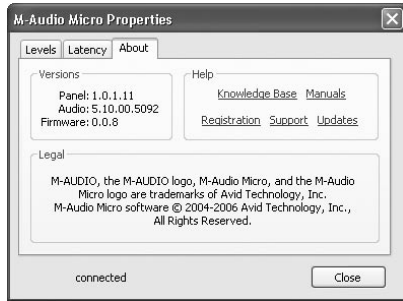 M-Audio Micro Properties
Levels Latency About
Versions
Panel: 1.0.1.11
Audio: 5.10.00.5092
Firmware: 0.0.8
Help
Knowledge Base Manuals
Registration Support Updates
Legal
M-AUDIO, the M-AUDIO logo, M-Audio Micro, and the M-Audio
Micro logo are trademarks of Avid Technology, Inc.
M-Audio Micro software © 2004-2006 Avid Technology, Inc.,
All Rights Reserved.
connected
Close